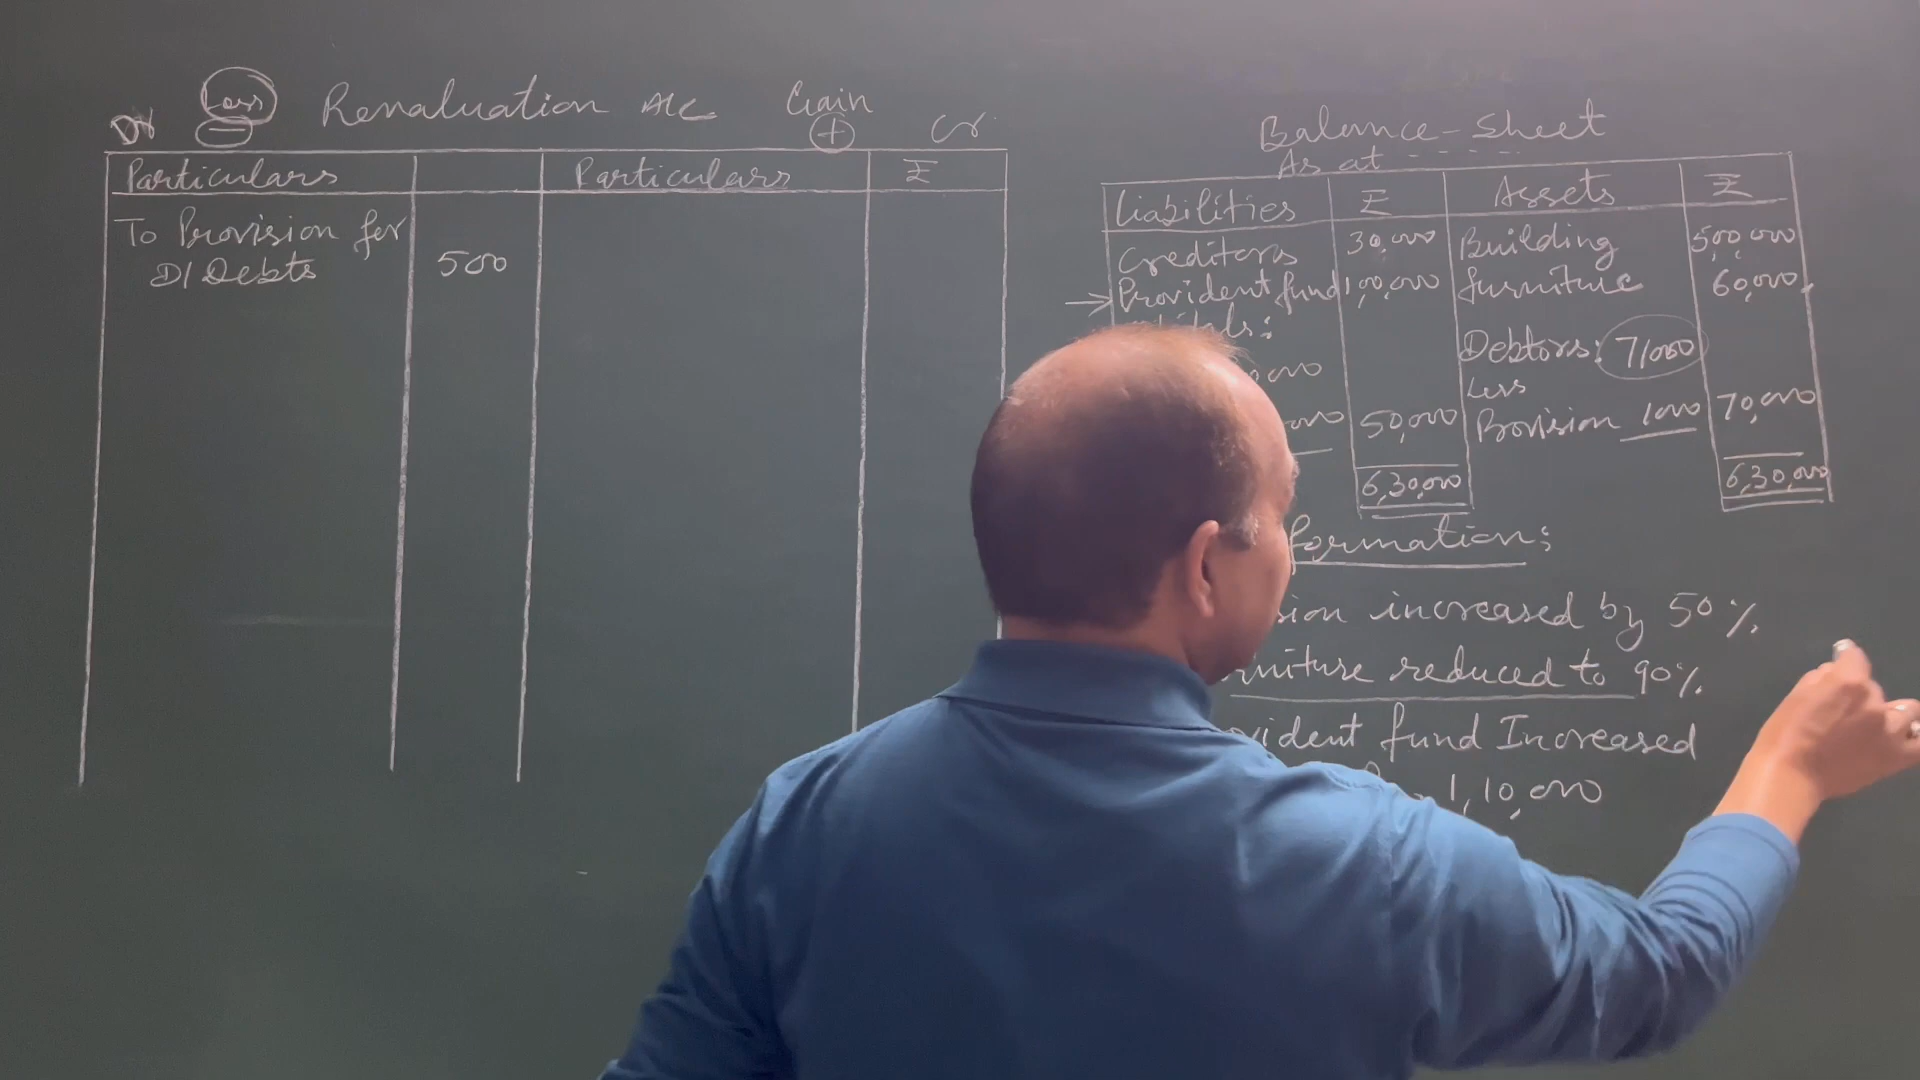 Dr Loss Revaluation A/c Gain Cr.
− +
Particulars Particulars ₹
To Provision for
D/Debts 500
Balance-Sheet
As at ------
Liabilities ₹ Assets ₹
Creditors 30,000 Building 500,000
→ Provident fund 1,00,000 furniture 60,000
Debtors: 71000
Less
50,000 Provision 1000 70,000
6,30,000 6,30,000
formation:
increased by 50%.
reduced to 90%.
fund Increased
1,10,000